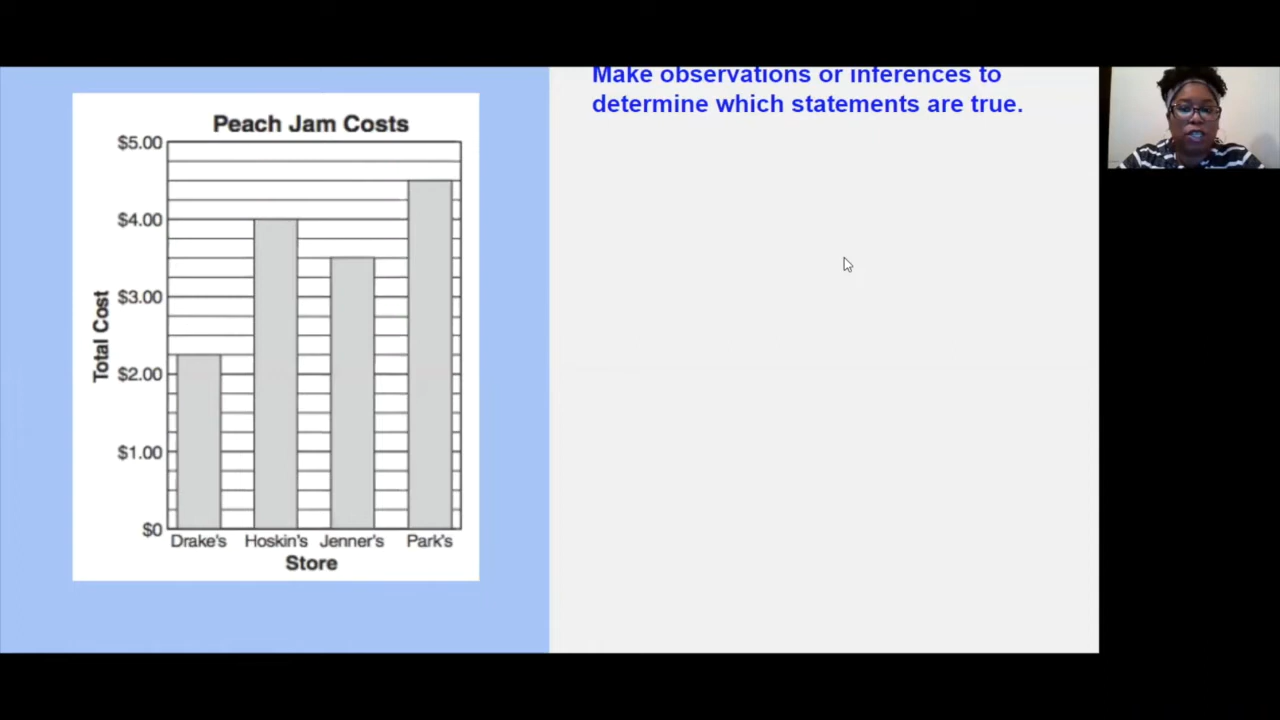 Make observations or inferences to
determine which statements are true.
Peach Jam Costs
$5.00
$4.00
$3.00
$2.00
$1.00
$0
Total Cost
Drake's Hoskin's Jenner's Park's
Store